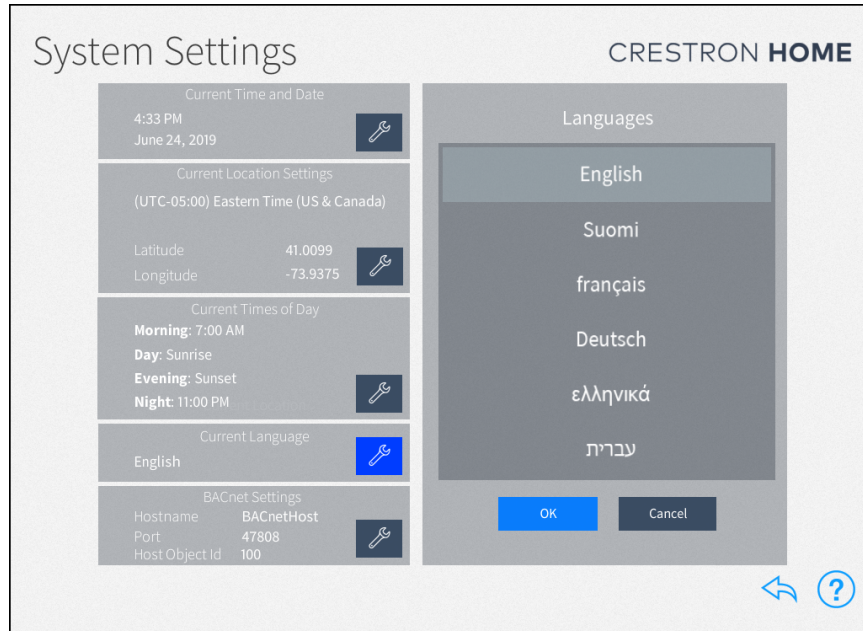 System Settings
CRESTRON HOME
Current Time and Date
4:33 PM
June 24, 2019
Current Location Settings
(UTC-05:00) Eastern Time (US & Canada)
Latitude 41.0099
Longitude -73.9375
Current Times of Day
Morning: 7:00 AM
Day: Sunrise
Evening: Sunset
Night: 11:00 PM
Current Language
English
BACnet Settings
Hostname BACnetHost
Port 47808
Host Object Id 100
Languages
English
Suomi
français
Deutsch
ελληνικά
עברית
OK
Cancel
?